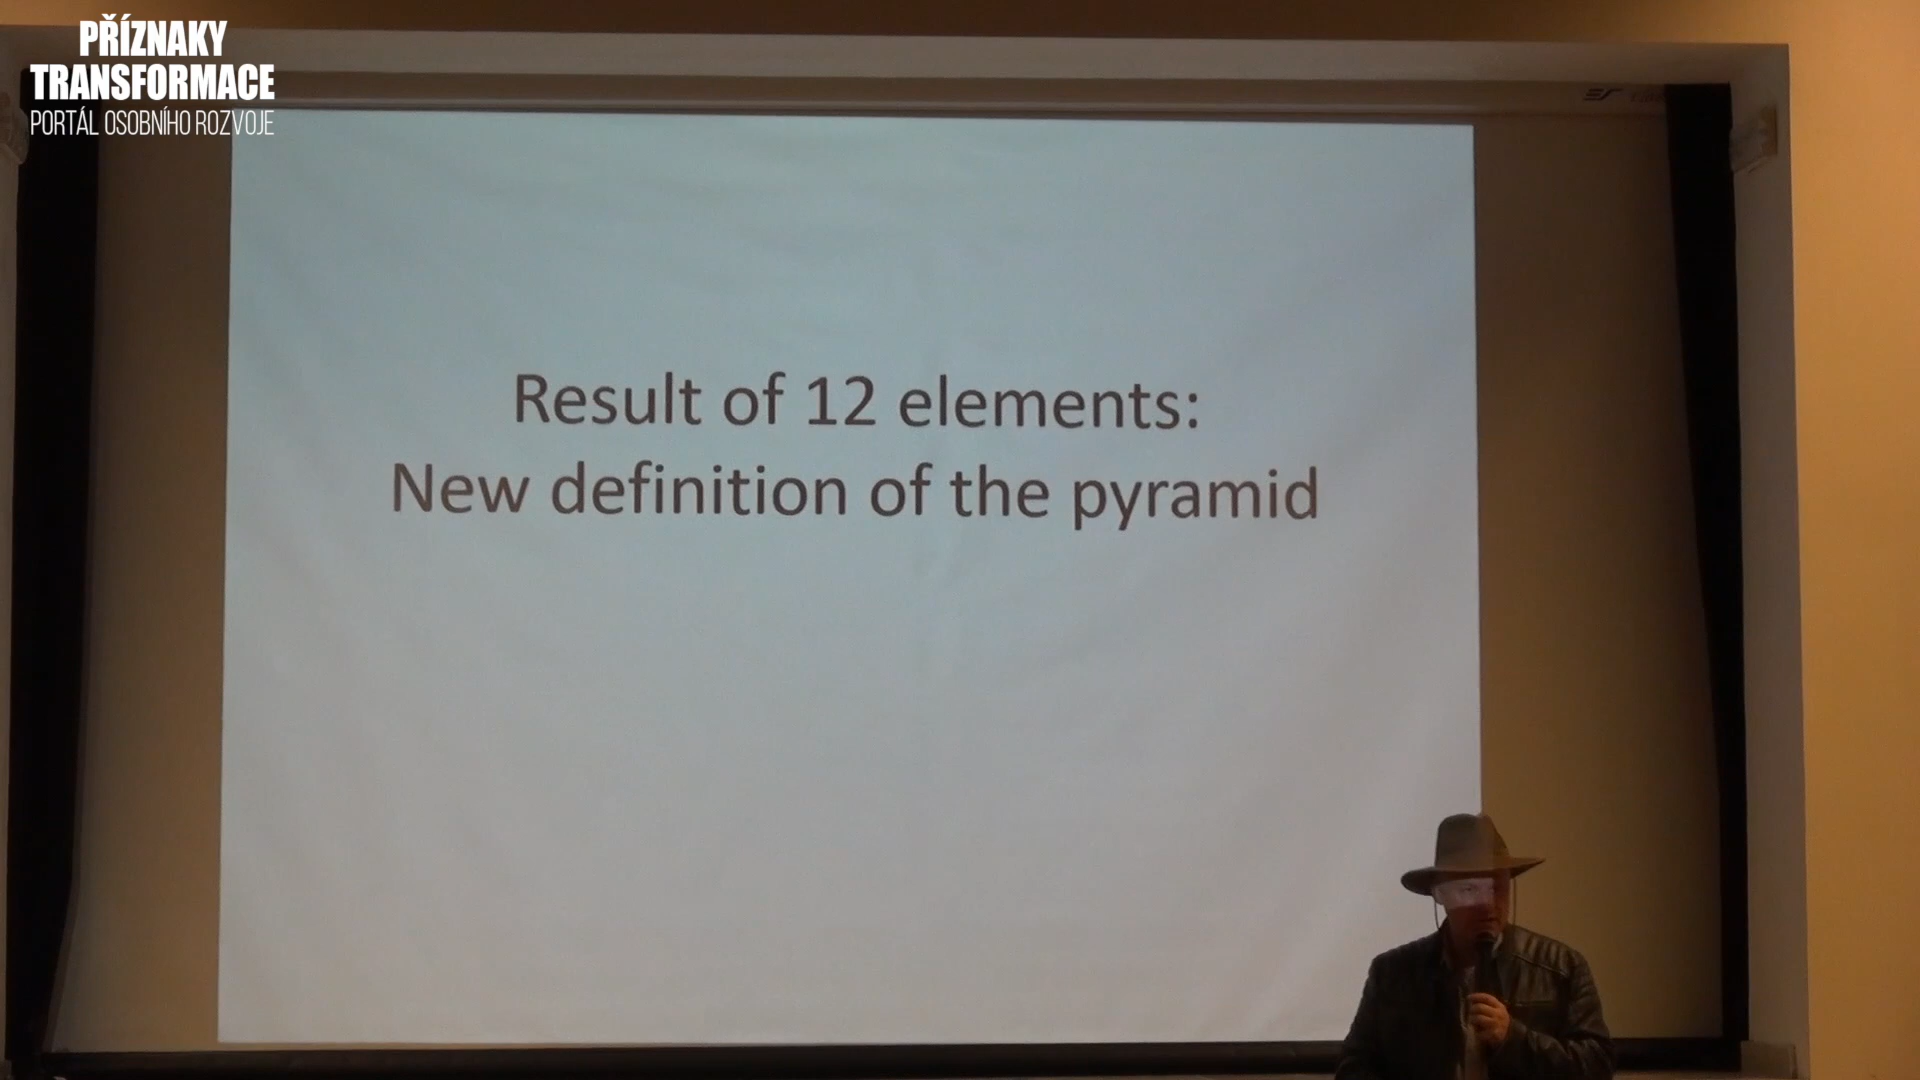 PŘÍZNAKY
TRANSFORMACE
PORTÁL OSOBNÍHO ROZVOJE
Result of 12 elements:
New definition of the pyramid